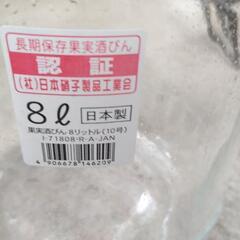 長期保存果実酒びん
認証
(社)日本硝子製品工業会
8ℓ
日本製
果実酒びん 8リットル(10号)
I-71808-R-A-JAN
4 906678 146209